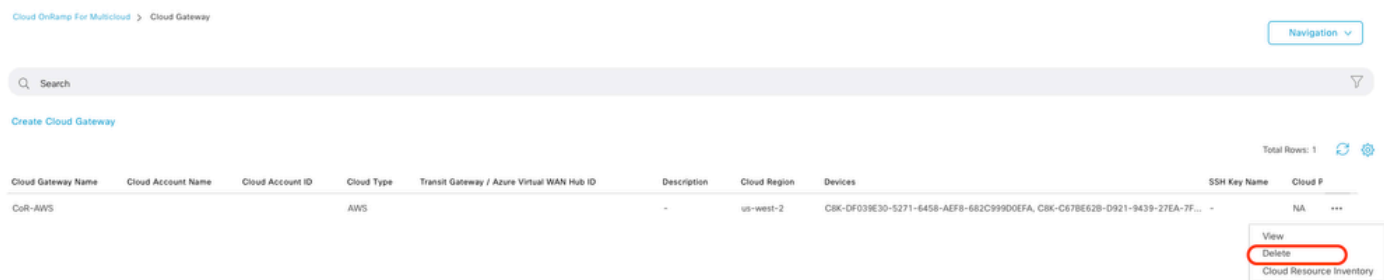 Cloud OnRamp For Multicloud > Cloud Gateway
Navigation
Search
Create Cloud Gateway
Total Rows: 1
Cloud Gateway Name Cloud Account Name Cloud Account ID Cloud Type Transit Gateway / Azure Virtual WAN Hub ID Description Cloud Region Devices SSH Key Name Cloud P
CoR-AWS AWS - us-west-2 C8K-DF039E30-5271-6458-AEF8-682C999D0EFA, C8K-C67BE62B-D921-9439-27EA-7F... - NA ...
View
Delete
Cloud Resource Inventory